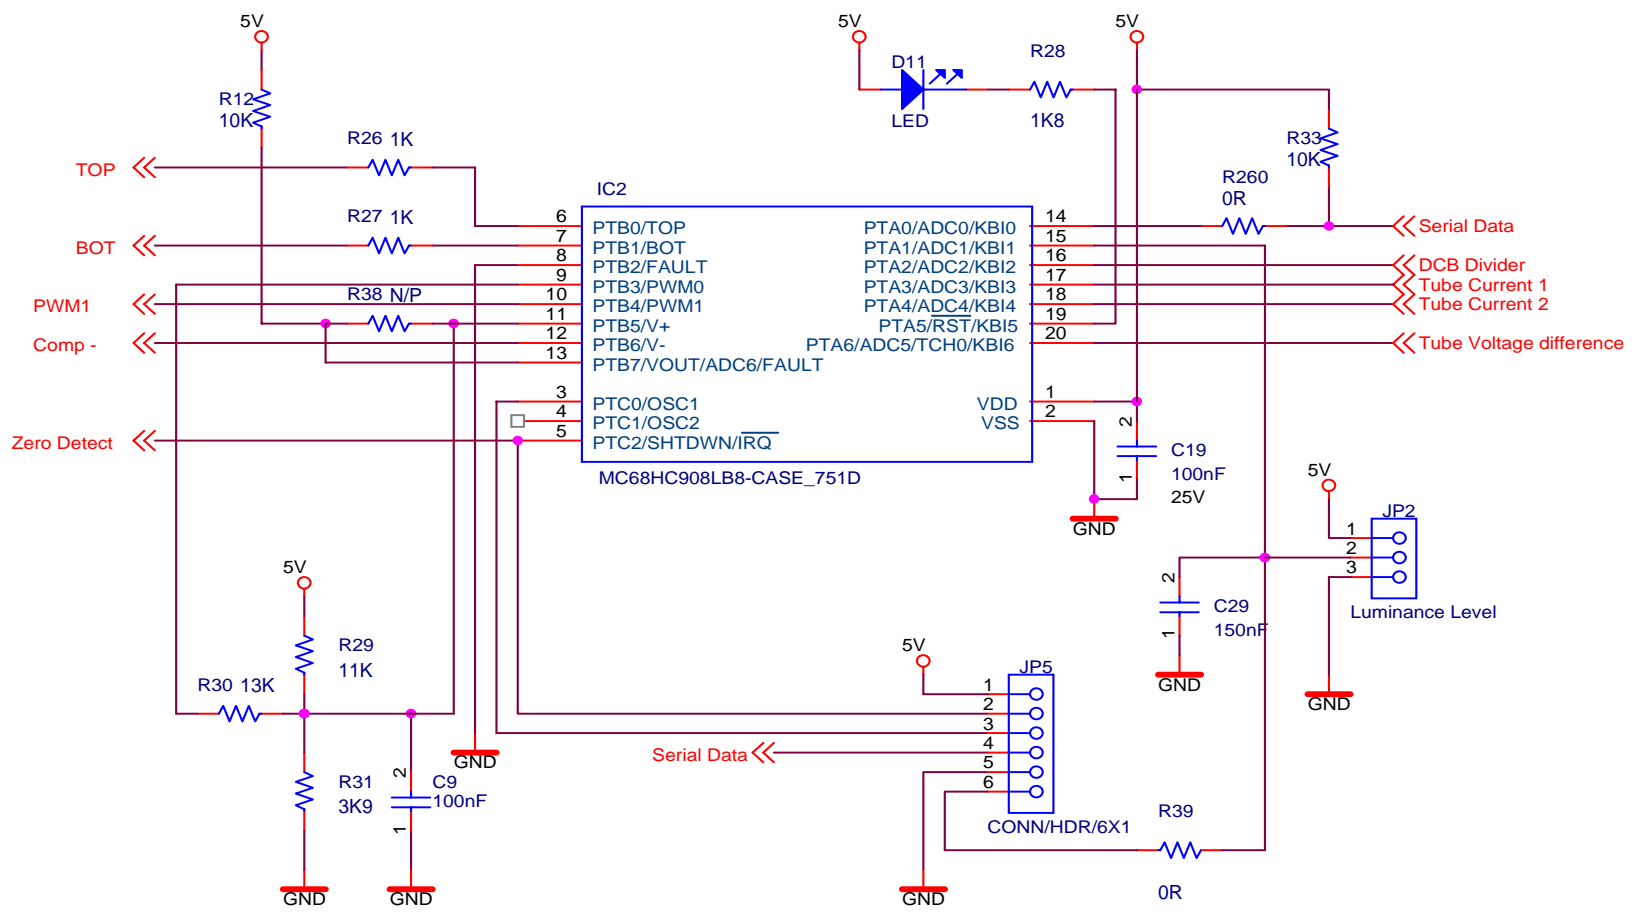 5V
5V
5V
D11
R28
LED
1K8
R12
10K
R33
10K
R26 1K
TOP
R260
0R
IC2
R27 1K
BOT
6
7
8
9
10
11
12
13
3
4
5
PTB0/TOP
PTB1/BOT
PTB2/FAULT
PTB3/PWM0
PTB4/PWM1
PTB5/V+
PTB6/V-
PTB7/VOUT/ADC6/FAULT
PTC0/OSC1
PTC1/OSC2
PTC2/SHTDWN/IRQ
PTA0/ADC0/KBI0
PTA1/ADC1/KBI1
PTA2/ADC2/KBI2
PTA3/ADC3/KBI3
PTA4/ADC4/KBI4
PTA5/RST/KBI5
PTA6/ADC5/TCH0/KBI6
VDD
VSS
14
15
16
17
18
19
20
1
2
Serial Data
DCB Divider
Tube Current 1
Tube Current 2
Tube Voltage difference
R38 N/P
PWM1
Comp -
Zero Detect
MC68HC908LB8-CASE_751D
2
1
C19
100nF
25V
GND
5V
JP2
1
2
3
Luminance Level
GND
2
1
C29
150nF
GND
5V
R29
11K
R30 13K
R31
3K9
2
1
C9
100nF
GND
GND
GND
5V
JP5
1
2
3
4
5
6
Serial Data
CONN/HDR/6X1
GND
R39
0R